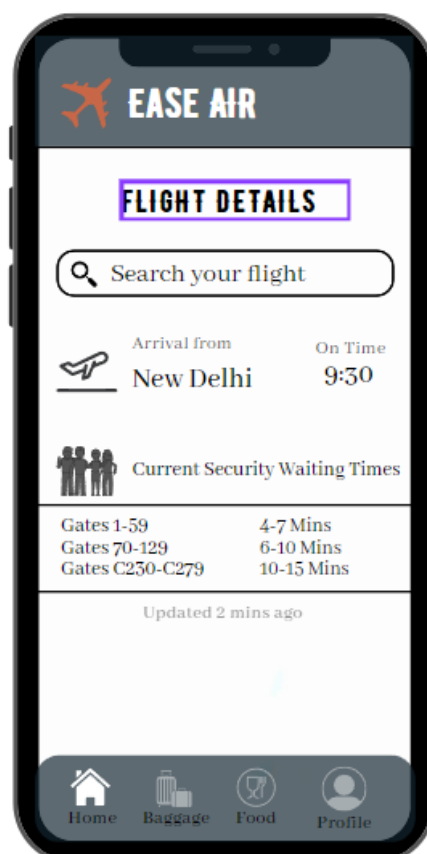 EASE AIR
FLIGHT DETAILS
Search your flight
Arrival from
On Time
New Delhi
9:30
Current Security Waiting Times
Gates 1-59 4-7 Mins
Gates 70-129 6-10 Mins
Gates C230-C279 10-15 Mins
Updated 2 mins ago
Home Baggage Food Profile